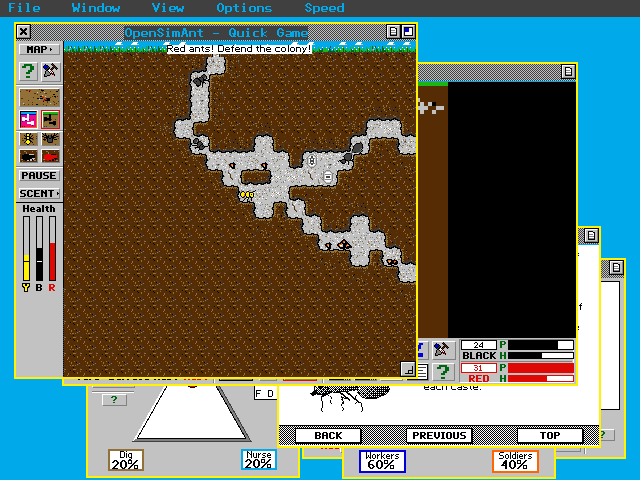 File Window View Options Speed
OpenSimAnt - Quick Game
Red ants! Defend the colony!
MAP
?
PAUSE
SCENT
Health
Y B R
24 P
BLACK H
31 P
RED H
?
each caste.
?
F D
BACK PREVIOUS TOP
Dig
20%
Nurse
20%
Workers
60%
Soldiers
40%